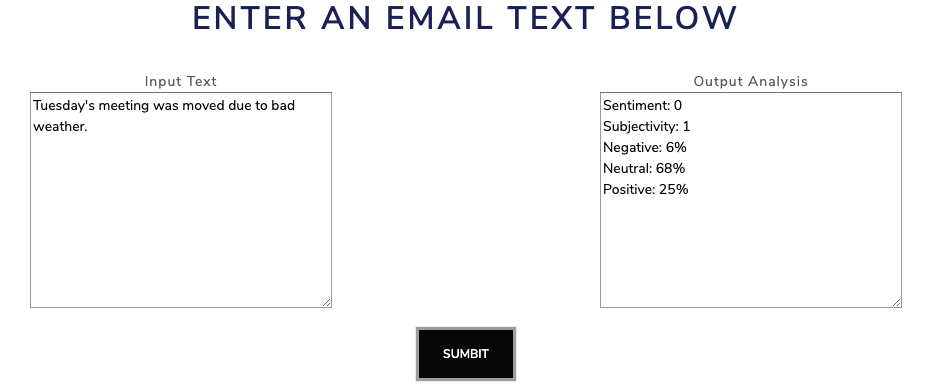 ENTER AN EMAIL TEXT BELOW
Input Text
Tuesday's meeting was moved due to bad
weather.
Output Analysis
Sentiment: 0
Subjectivity: 1
Negative: 6%
Neutral: 68%
Positive: 25%
SUMBIT